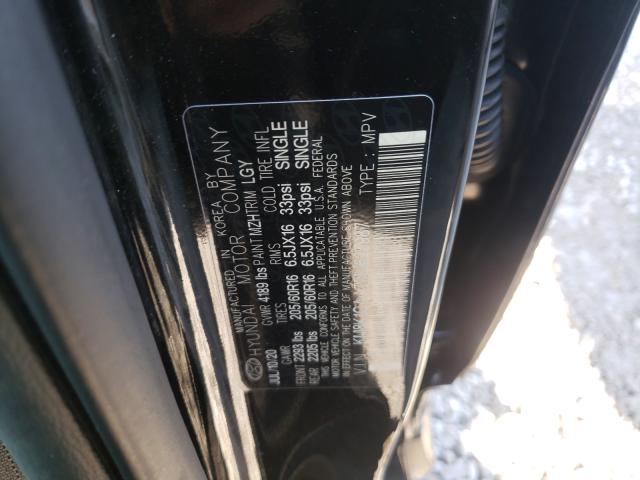 MANUFACTURED IN KOREA BY
HYUNDAI MOTOR COMPANY
JUL/10/20 GVWR 4189 lbs PAINT MZH TRIM LGY
GAWR TIRES RIMS COLD TIRE INFL
FRONT 2293 lbs 205/60R16 6.5JX16 33psi SINGLE
REAR 2205 lbs 205/60R16 6.5JX16 33psi SINGLE
THIS VEHICLE CONFORMS TO ALL APPLICABLE U.S.A. FEDERAL
MOTOR VEHICLE SAFETY AND THEFT PREVENTION STANDARDS
IN EFFECT ON THE DATE OF MANUFACTURE SHOWN ABOVE
VIN TYPE : MPV